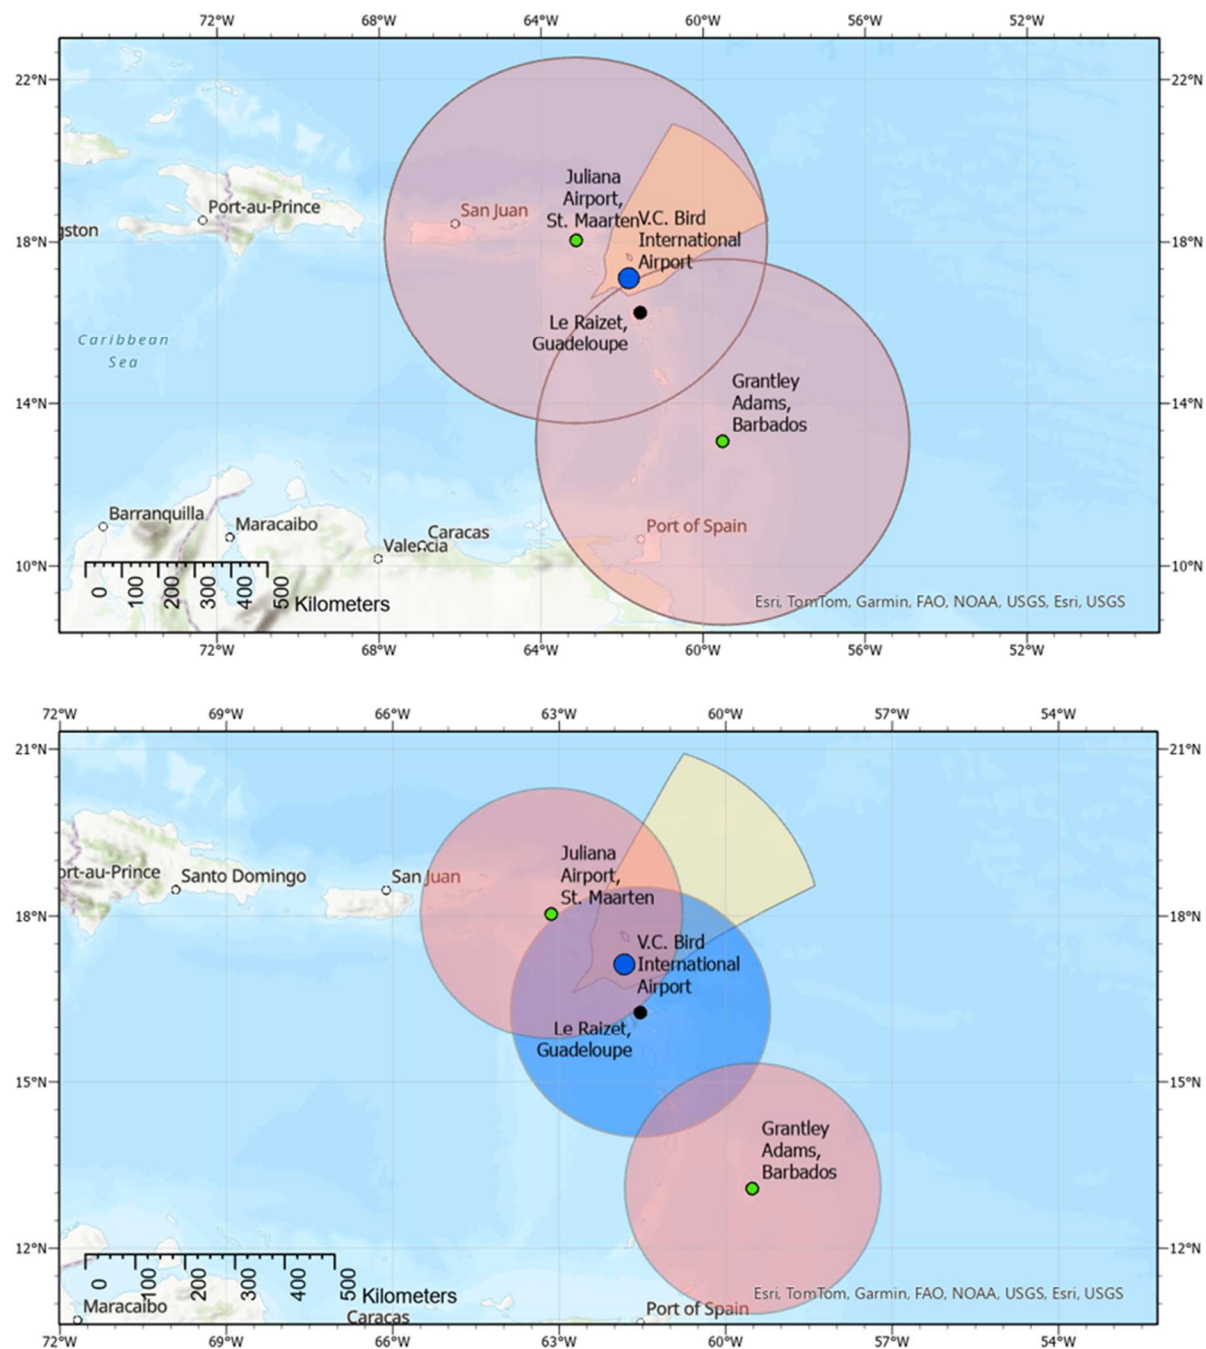 72°W 68°W 64°W 60°W 56°W 52°W
22°N 22°N
Juliana
Airport,
St. Maarten
V.C. Bird
International
Airport
San Juan
Port-au-Prince
gston
18°N 18°N
Le Raizet,
Guadeloupe
Caribbean
Sea
Grantley
Adams,
Barbados
14°N 14°N
Port of Spain
Barranquilla
Maracaibo
Caracas
Valencia
10°N 10°N
0 100 200 300 400 500 Kilometers
Esri, TomTom, Garmin, FAO, NOAA, USGS, Esri, USGS
72°W 68°W 64°W 60°W 56°W 52°W
72°W 69°W 66°W 63°W 60°W 57°W 54°W
21°N 21°N
Juliana
Airport,
St. Maarten
ort-au-Prince
Santo Domingo
San Juan
18°N 18°N
V.C. Bird
International
Airport
Le Raizet,
Guadeloupe
15°N 15°N
Grantley
Adams,
Barbados
12°N 12°N
0 100 200 300 400 500 Kilometers
Esri, TomTom, Garmin, FAO, NOAA, USGS, Esri, USGS
Maracaibo
Caracas
Port of Spain
72°W 69°W 66°W 63°W 60°W 57°W 54°W